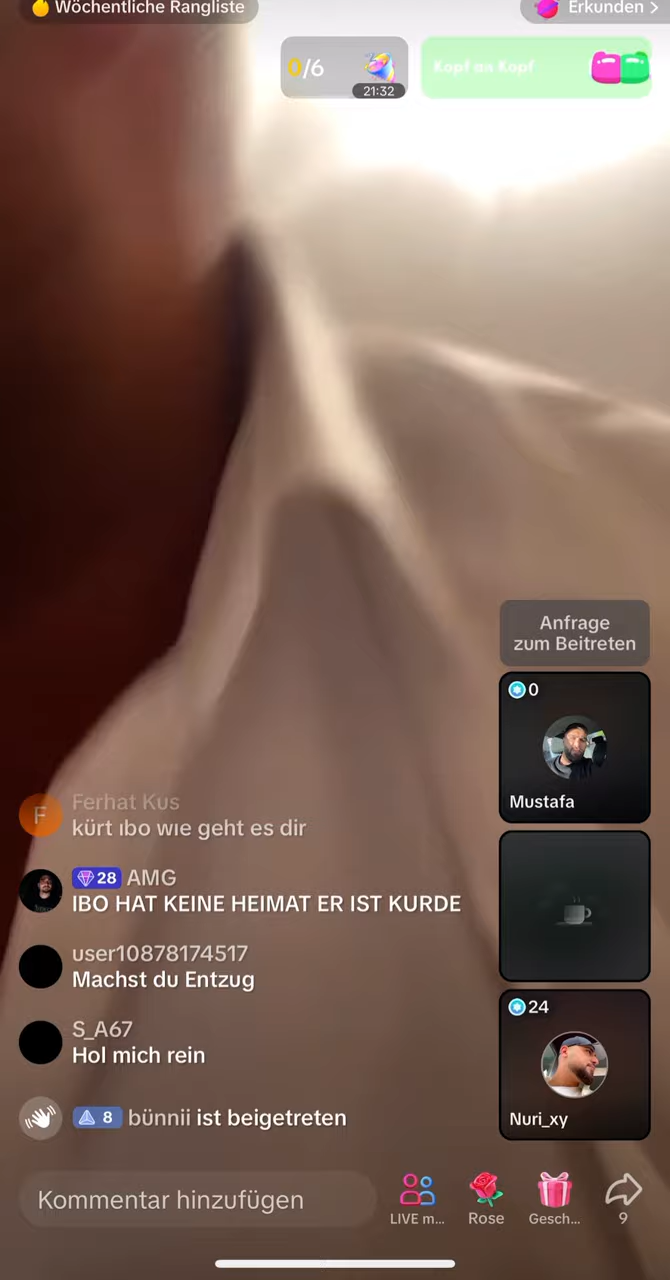 Wöchentliche Rangliste
Erkunden >
0/6
21:32
Kopf an Kopf
Anfrage
zum Beitreten
0
Mustafa
24
Nuri_xy
F
Ferhat Kus
kürt ıbo wıe geht es dir
28 AMG
IBO HAT KEINE HEIMAT ER IST KURDE
user10878174517
Machst du Entzug
S_A67
Hol mich rein
8 bünnii ist beigetreten
Kommentar hinzufügen
LIVE m...
Rose
Gesch...
9